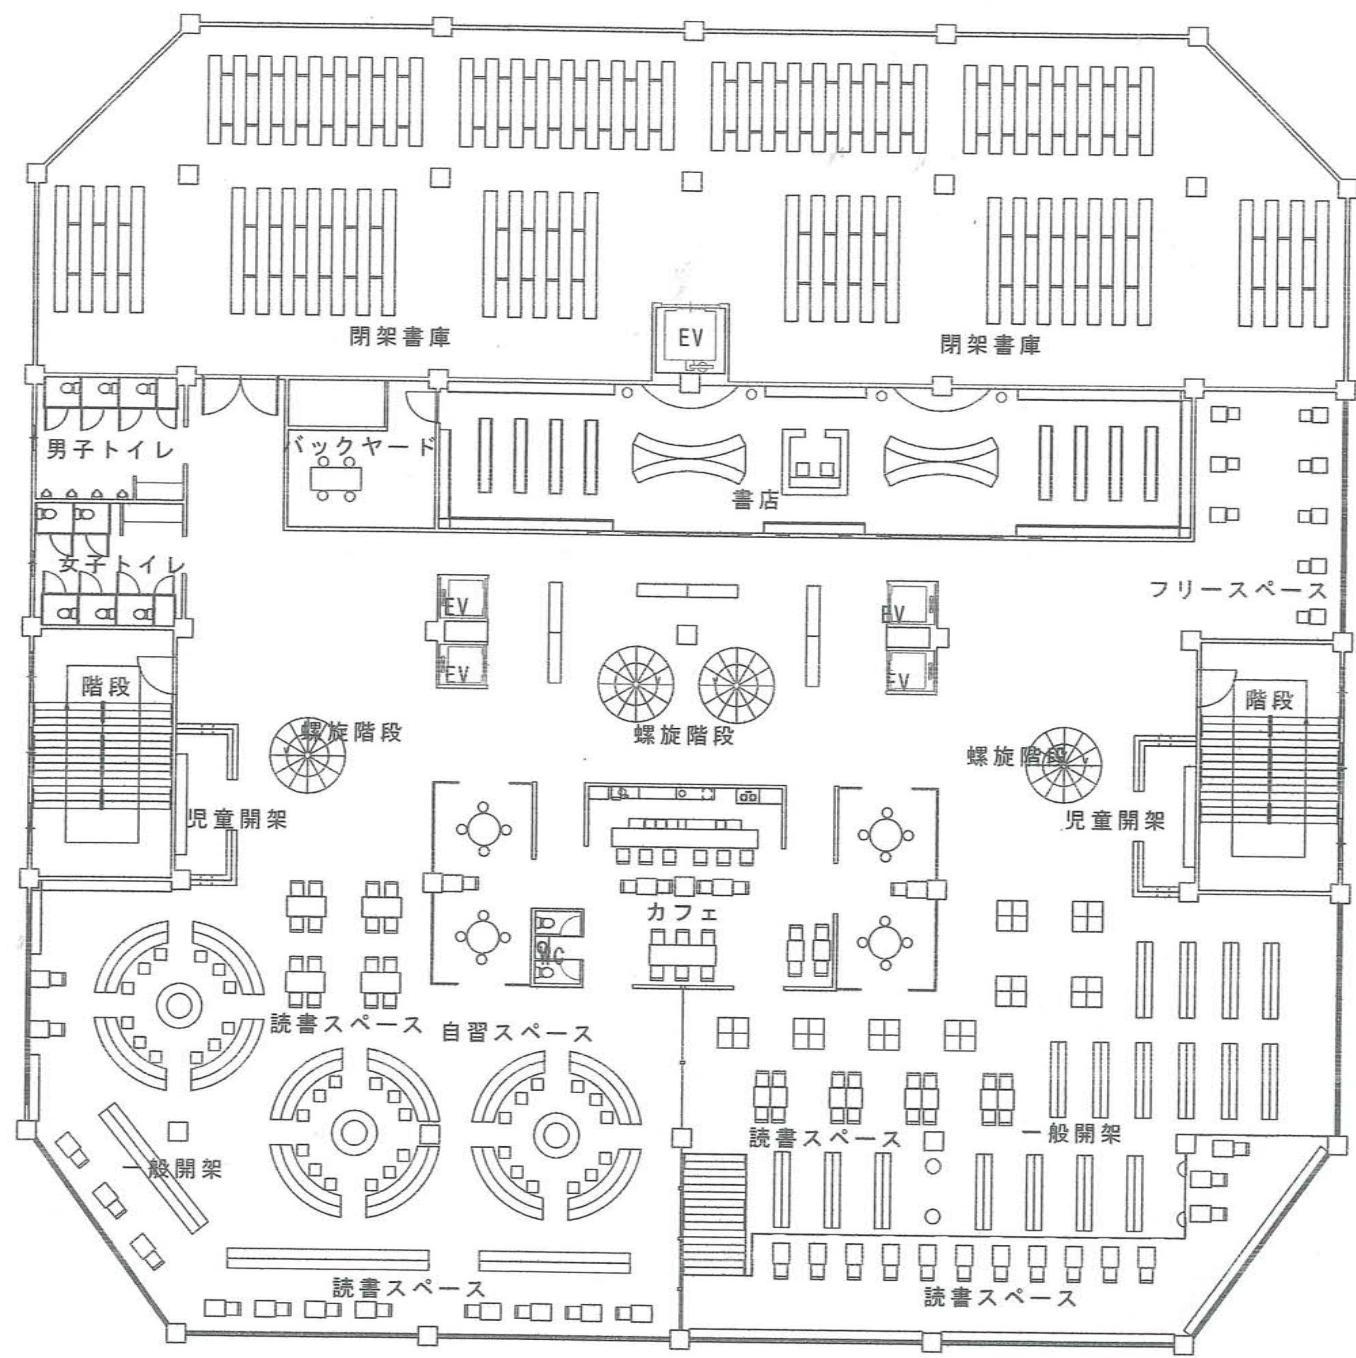 閉架書庫
EV
閉架書庫
男子トイレ
バックヤード
書店
女子トイレ
フリースペース
EV
EV
EV
EV
階段
階段
螺旋階段
螺旋階段
螺旋階段
児童開架
児童開架
カフェ
WC
読書スペース
自習スペース
読書スペース
一般開架
一般開架
読書スペース
読書スペース